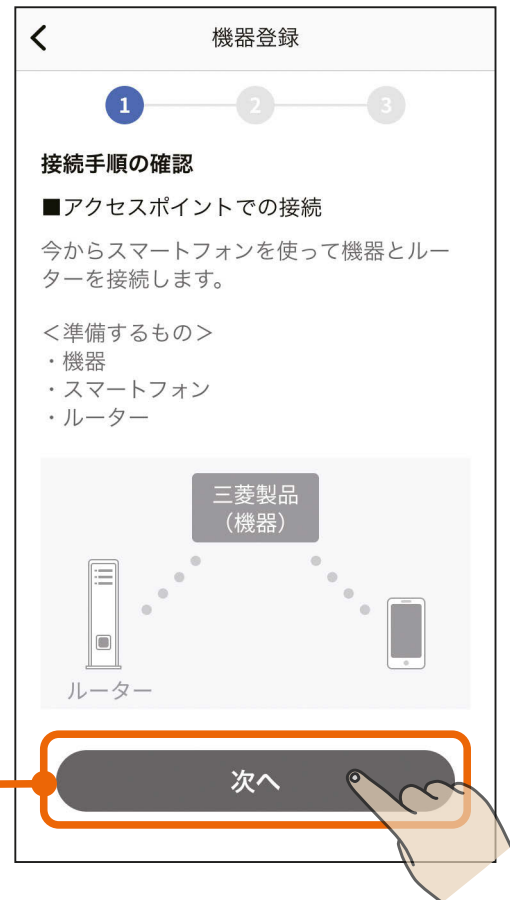 機器登録
1 2 3
接続手順の確認
■アクセスポイントでの接続
今からスマートフォンを使って機器とルー
ターを接続します。
＜準備するもの＞
・機器
・スマートフォン
・ルーター
三菱製品
（機器）
ルーター
次へ